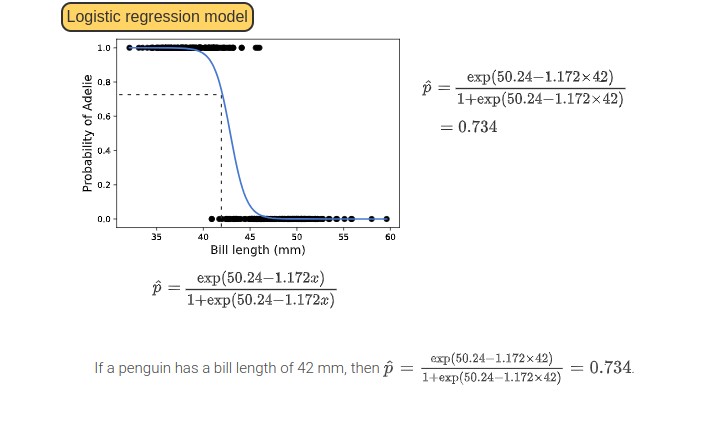 Logistic regression model
1.0
0.8
0.6
0.4
0.2
0.0
Probability of Adelie
35 40 45 50 55 60
Bill length (mm)
p̂ = exp(50.24−1.172×42) / 1+exp(50.24−1.172×42)
= 0.734
p̂ = exp(50.24−1.172x) / 1+exp(50.24−1.172x)
If a penguin has a bill length of 42 mm, then p̂ = exp(50.24−1.172×42) / 1+exp(50.24−1.172×42) = 0.734.